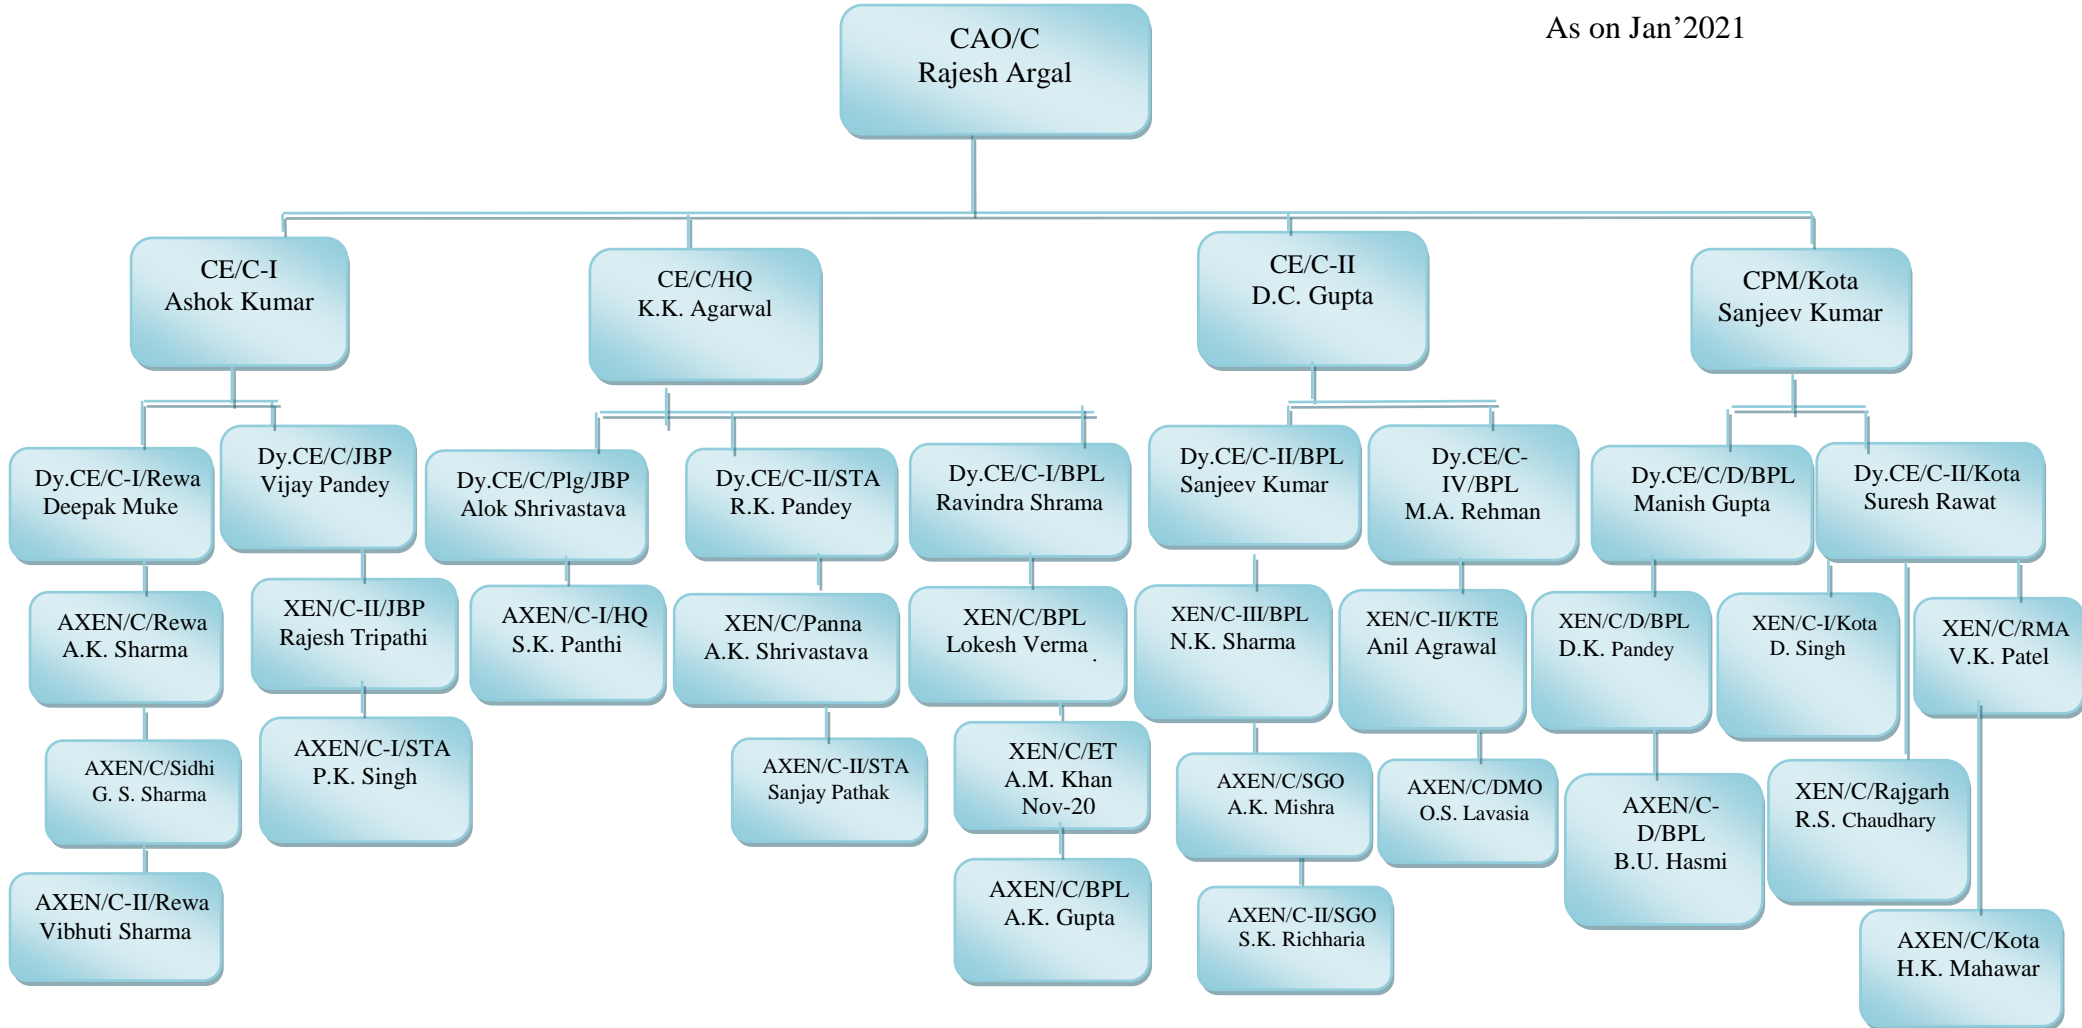 As on Jan’2021
CAO/C
Rajesh Argal
CE/C-I
Ashok Kumar
CE/C/HQ
K.K. Agarwal
CE/C-II
D.C. Gupta
CPM/Kota
Sanjeev Kumar
Dy.CE/C-I/Rewa
Deepak Muke
Dy.CE/C/JBP
Vijay Pandey
Dy.CE/C/Plg/JBP
Alok Shrivastava
Dy.CE/C-II/STA
R.K. Pandey
Dy.CE/C-I/BPL
Ravindra Shrama
Dy.CE/C-II/BPL
Sanjeev Kumar
Dy.CE/C-
IV/BPL
M.A. Rehman
Dy.CE/C/D/BPL
Manish Gupta
Dy.CE/C-II/Kota
Suresh Rawat
AXEN/C/Rewa
A.K. Sharma
XEN/C-II/JBP
Rajesh Tripathi
AXEN/C-I/HQ
S.K. Panthi
XEN/C/Panna
A.K. Shrivastava
XEN/C/BPL
Lokesh Verma .
XEN/C-III/BPL
N.K. Sharma
XEN/C-II/KTE
Anil Agrawal
XEN/C/D/BPL
D.K. Pandey
XEN/C-I/Kota
D. Singh
XEN/C/RMA
V.K. Patel
AXEN/C/Sidhi
G. S. Sharma
AXEN/C-I/STA
P.K. Singh
AXEN/C-II/STA
Sanjay Pathak
XEN/C/ET
A.M. Khan
Nov-20
AXEN/C/SGO
A.K. Mishra
AXEN/C/DMO
O.S. Lavasia
AXEN/C-
D/BPL
B.U. Hasmi
XEN/C/Rajgarh
R.S. Chaudhary
AXEN/C-II/Rewa
Vibhuti Sharma
AXEN/C/BPL
A.K. Gupta
AXEN/C-II/SGO
S.K. Richharia
AXEN/C/Kota
H.K. Mahawar